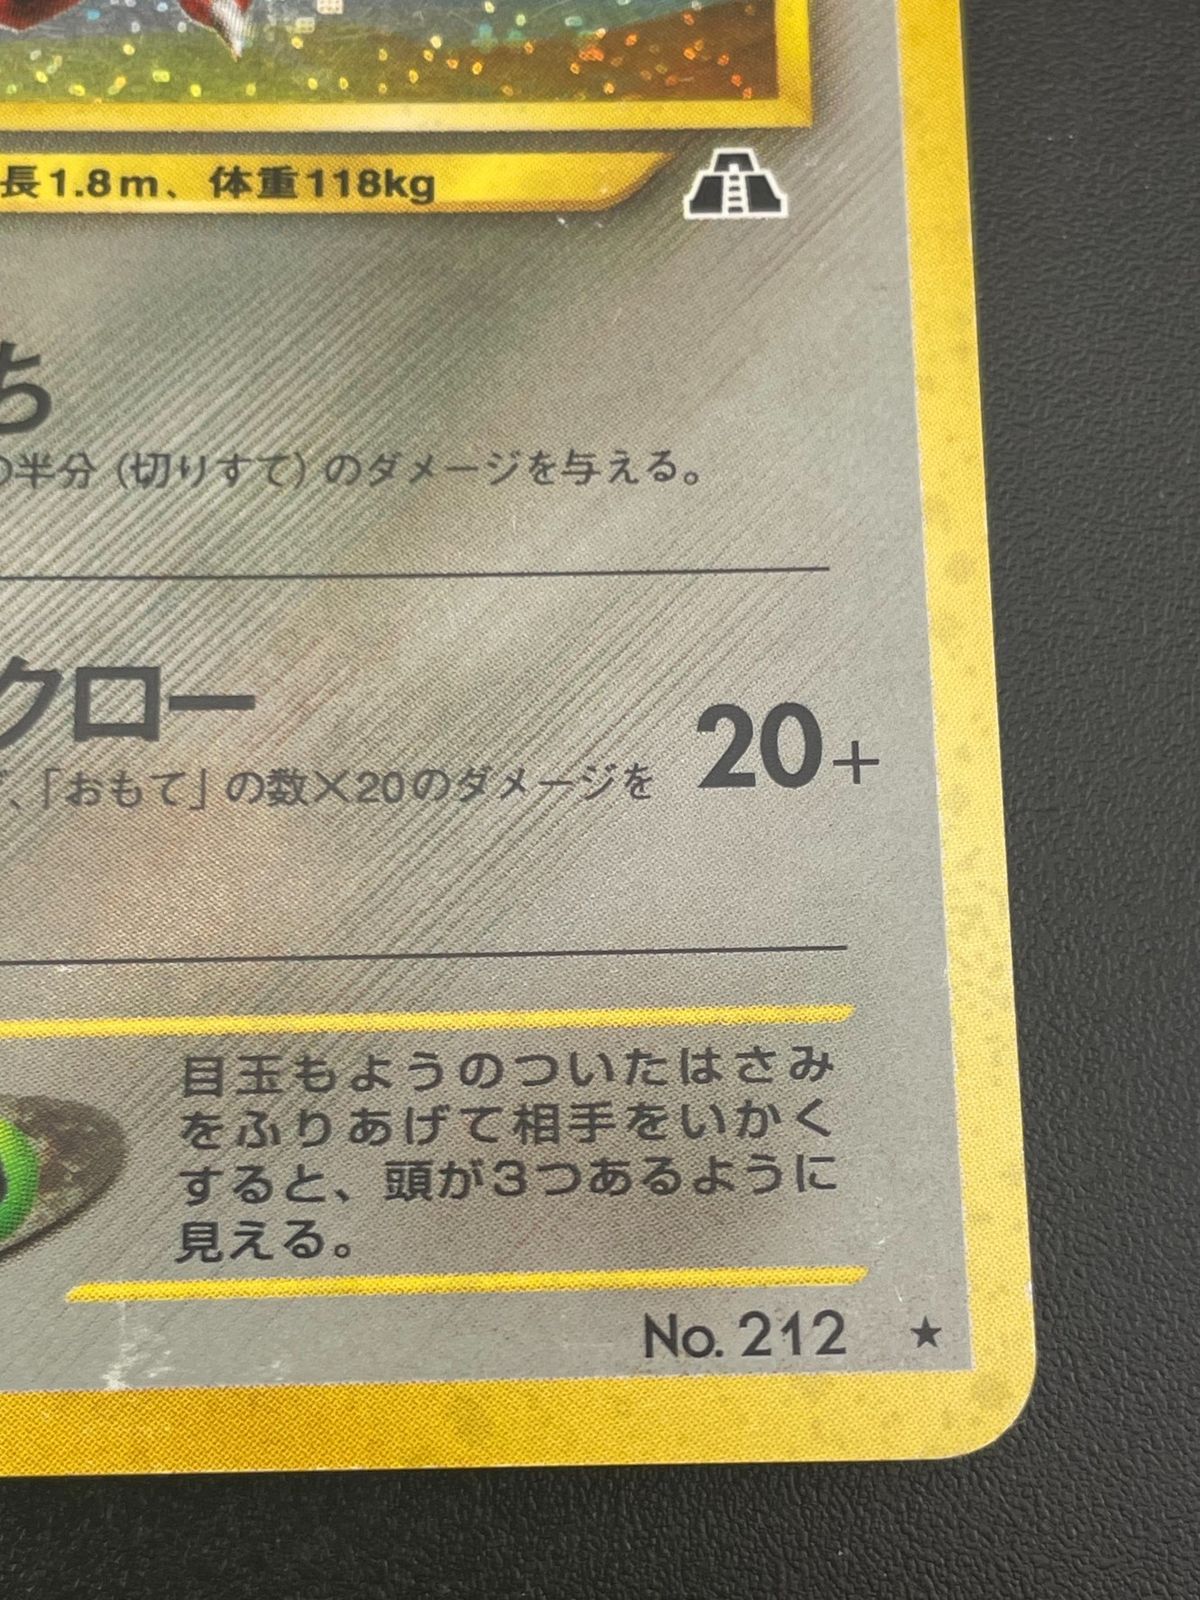 長1.8m、体重118kg
ち
の半分(切りすて)のダメージを与える。
クロー
、「おもて」の数×20のダメージを
20+
目玉もようのついたはさみ
をふりあげて相手をいかく
すると、頭が3つあるように
見える。
No.212 ★